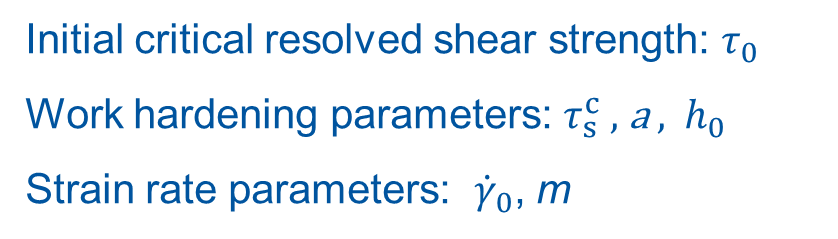 Initial critical resolved shear strength: τ₀
Work hardening parameters: τₛᶜ , a, h₀
Strain rate parameters: γ̇₀, m